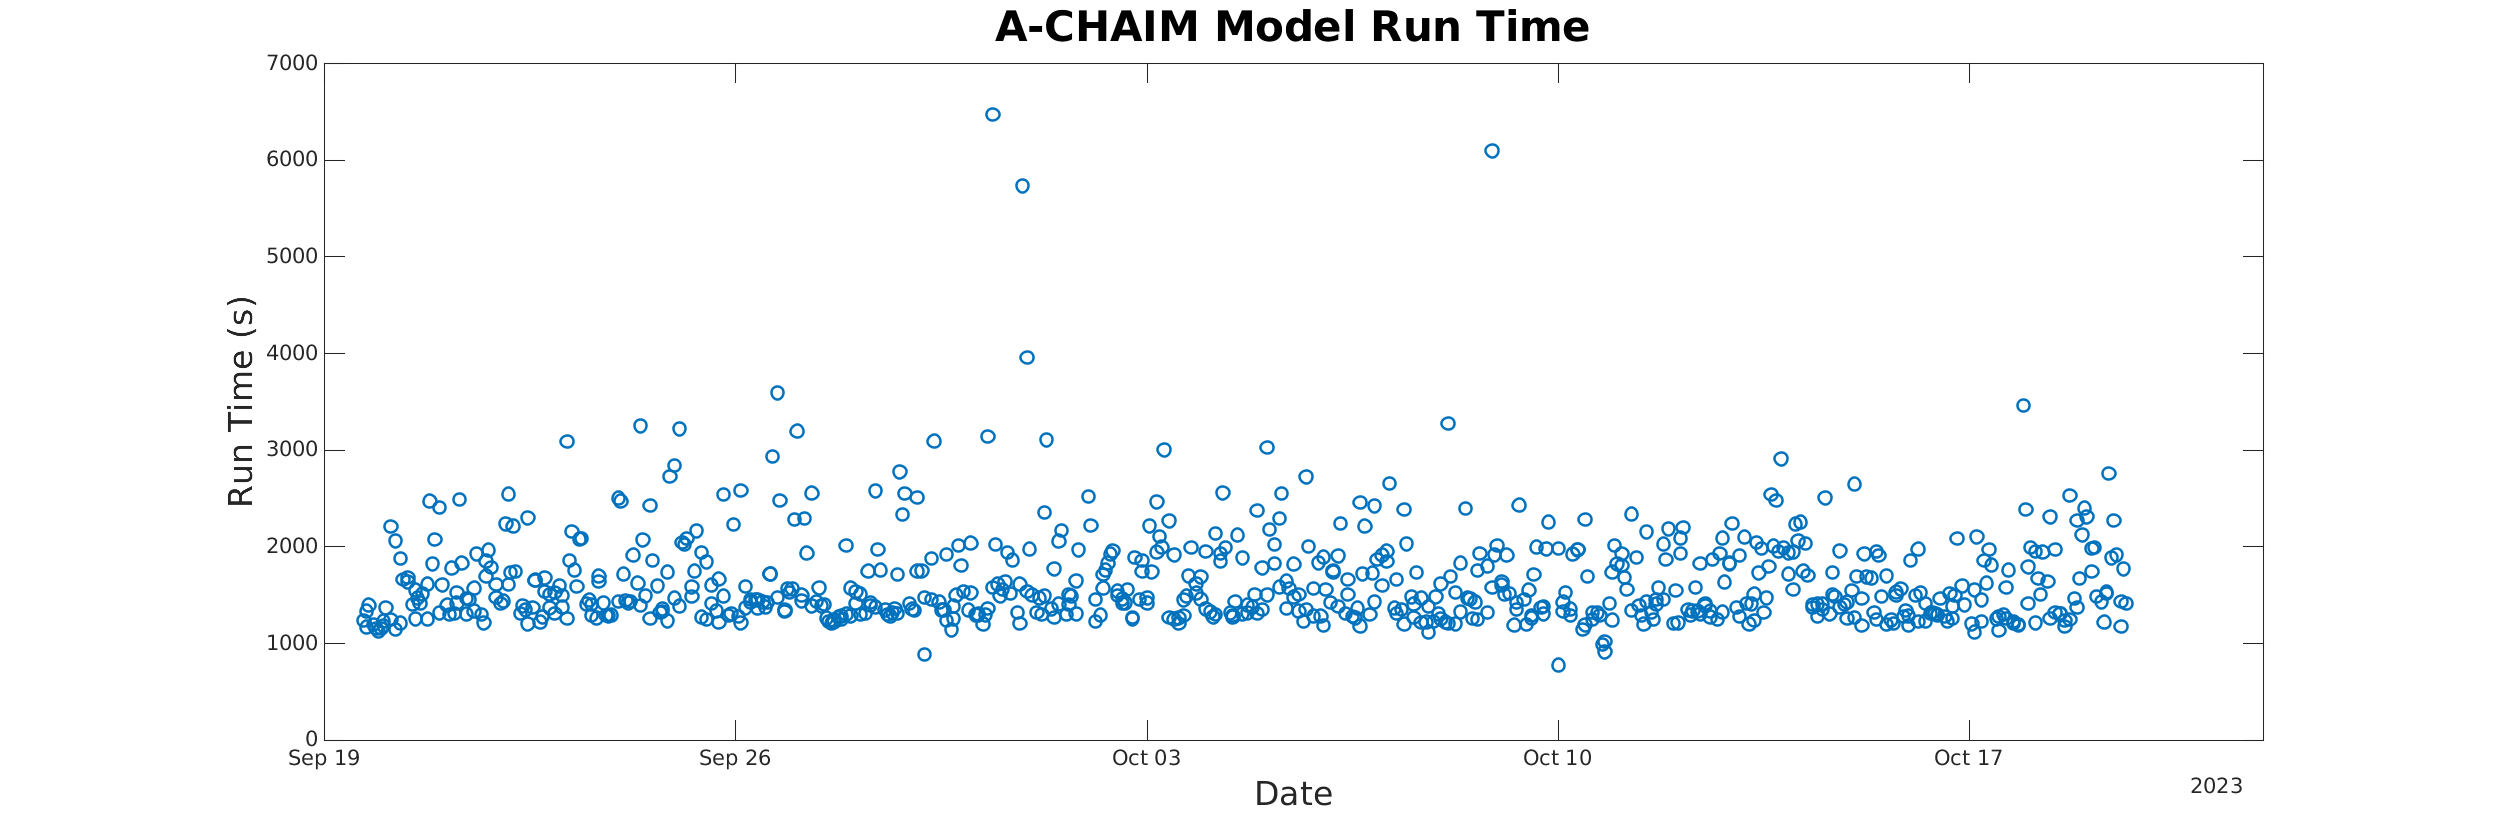 A-CHAIM Model Run Time
7000
6000
5000
4000
3000
2000
1000
0
Run Time (s)
Sep 19 Sep 26 Oct 03 Oct 10 Oct 17
2023
Date